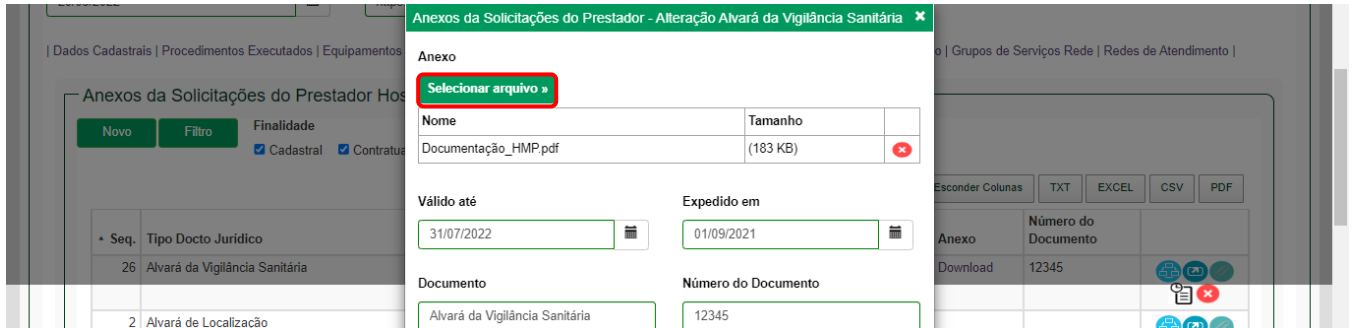 Anexos da Solicitações do Prestador - Alteração Alvará da Vigilância Sanitária ×
| Dados Cadastrais | Procedimentos Executados | Equipamentos
o | Grupos de Serviços Rede | Redes de Atendimento |
Anexo
Selecionar arquivo »
Anexos da Solicitações do Prestador Hos
Nome Tamanho
Documentação_HMP.pdf (183 KB)
Novo Filtro Finalidade
Cadastral Contratua
Esconder Colunas TXT EXCEL CSV PDF
Válido até Expedido em
31/07/2022 01/09/2021
Seq. Tipo Docto Jurídico Anexo Número do
Documento
26 Alvará da Vigilância Sanitária Download 12345
Documento Número do Documento
Alvará da Vigilância Sanitária 12345
2 Alvará de Localização